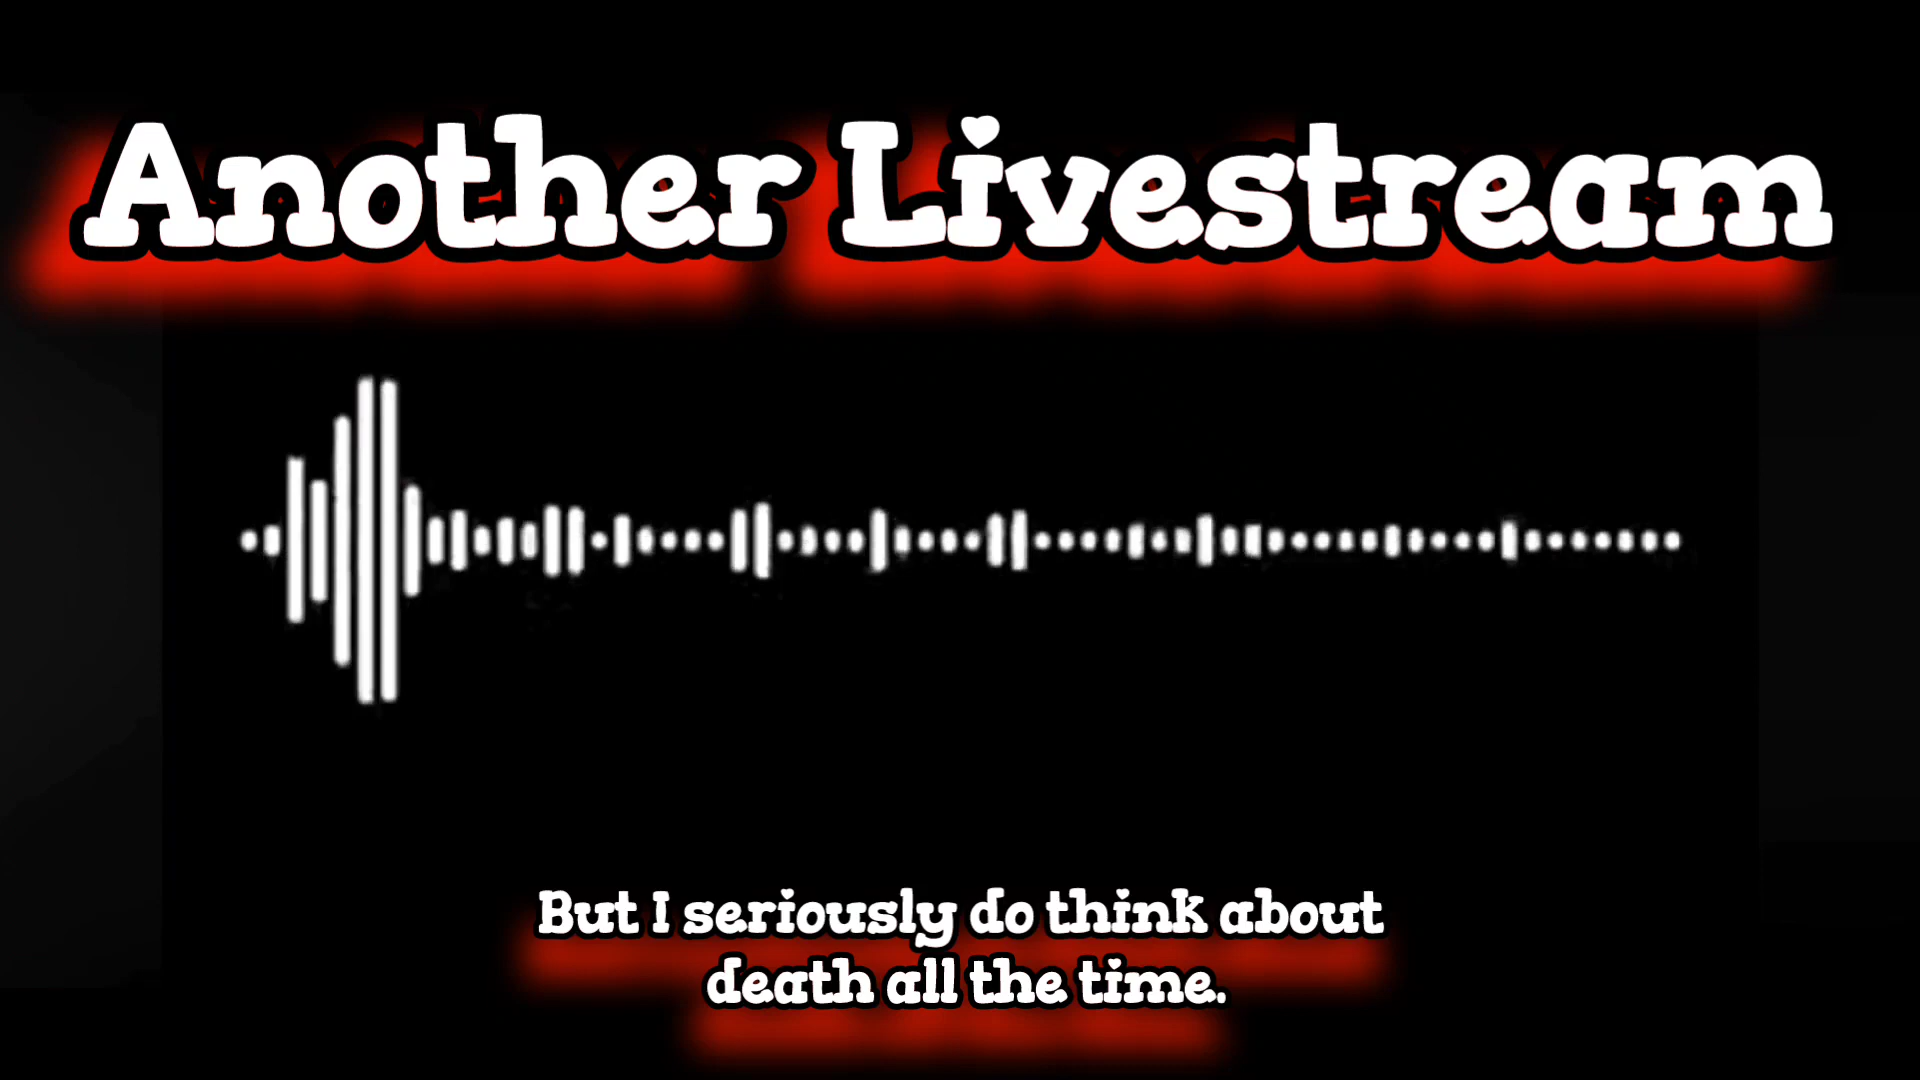 Another Livestream
But I seriously do think about
death all the time.